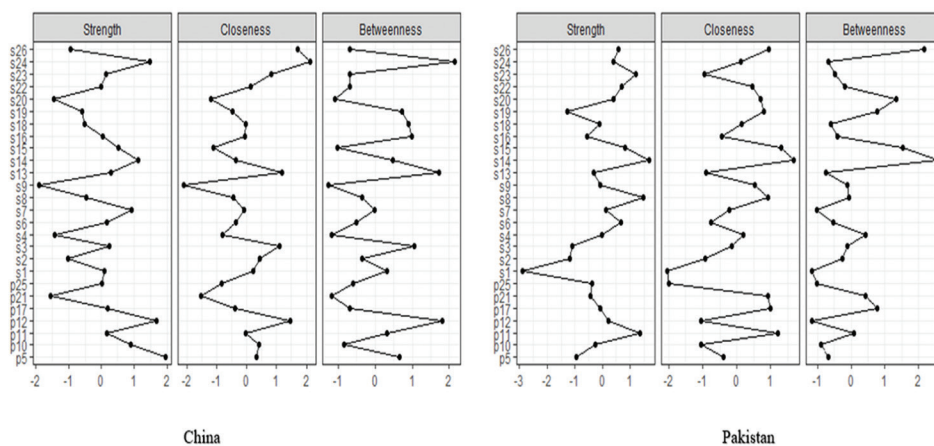 Strength Closeness Betweenness Strength Closeness Betweenness
s26 s26
s24 s24
s23 s23
s22 s22
s20 s20
s19 s19
s18 s18
s16 s16
s15 s15
s14 s14
s13 s13
s9 s9
s8 s8
s7 s7
s6 s6
s4 s4
s3 s3
s2 s2
s1 s1
p25 p25
p21 p21
p17 p17
p12 p12
p11 p11
p10 p10
p5 p5
-2 -1 0 1 2 -2 -1 0 1 2 -1 0 1 2 -3 -2 -1 0 1 -2 -1 0 1 -1 0 1 2
China Pakistan